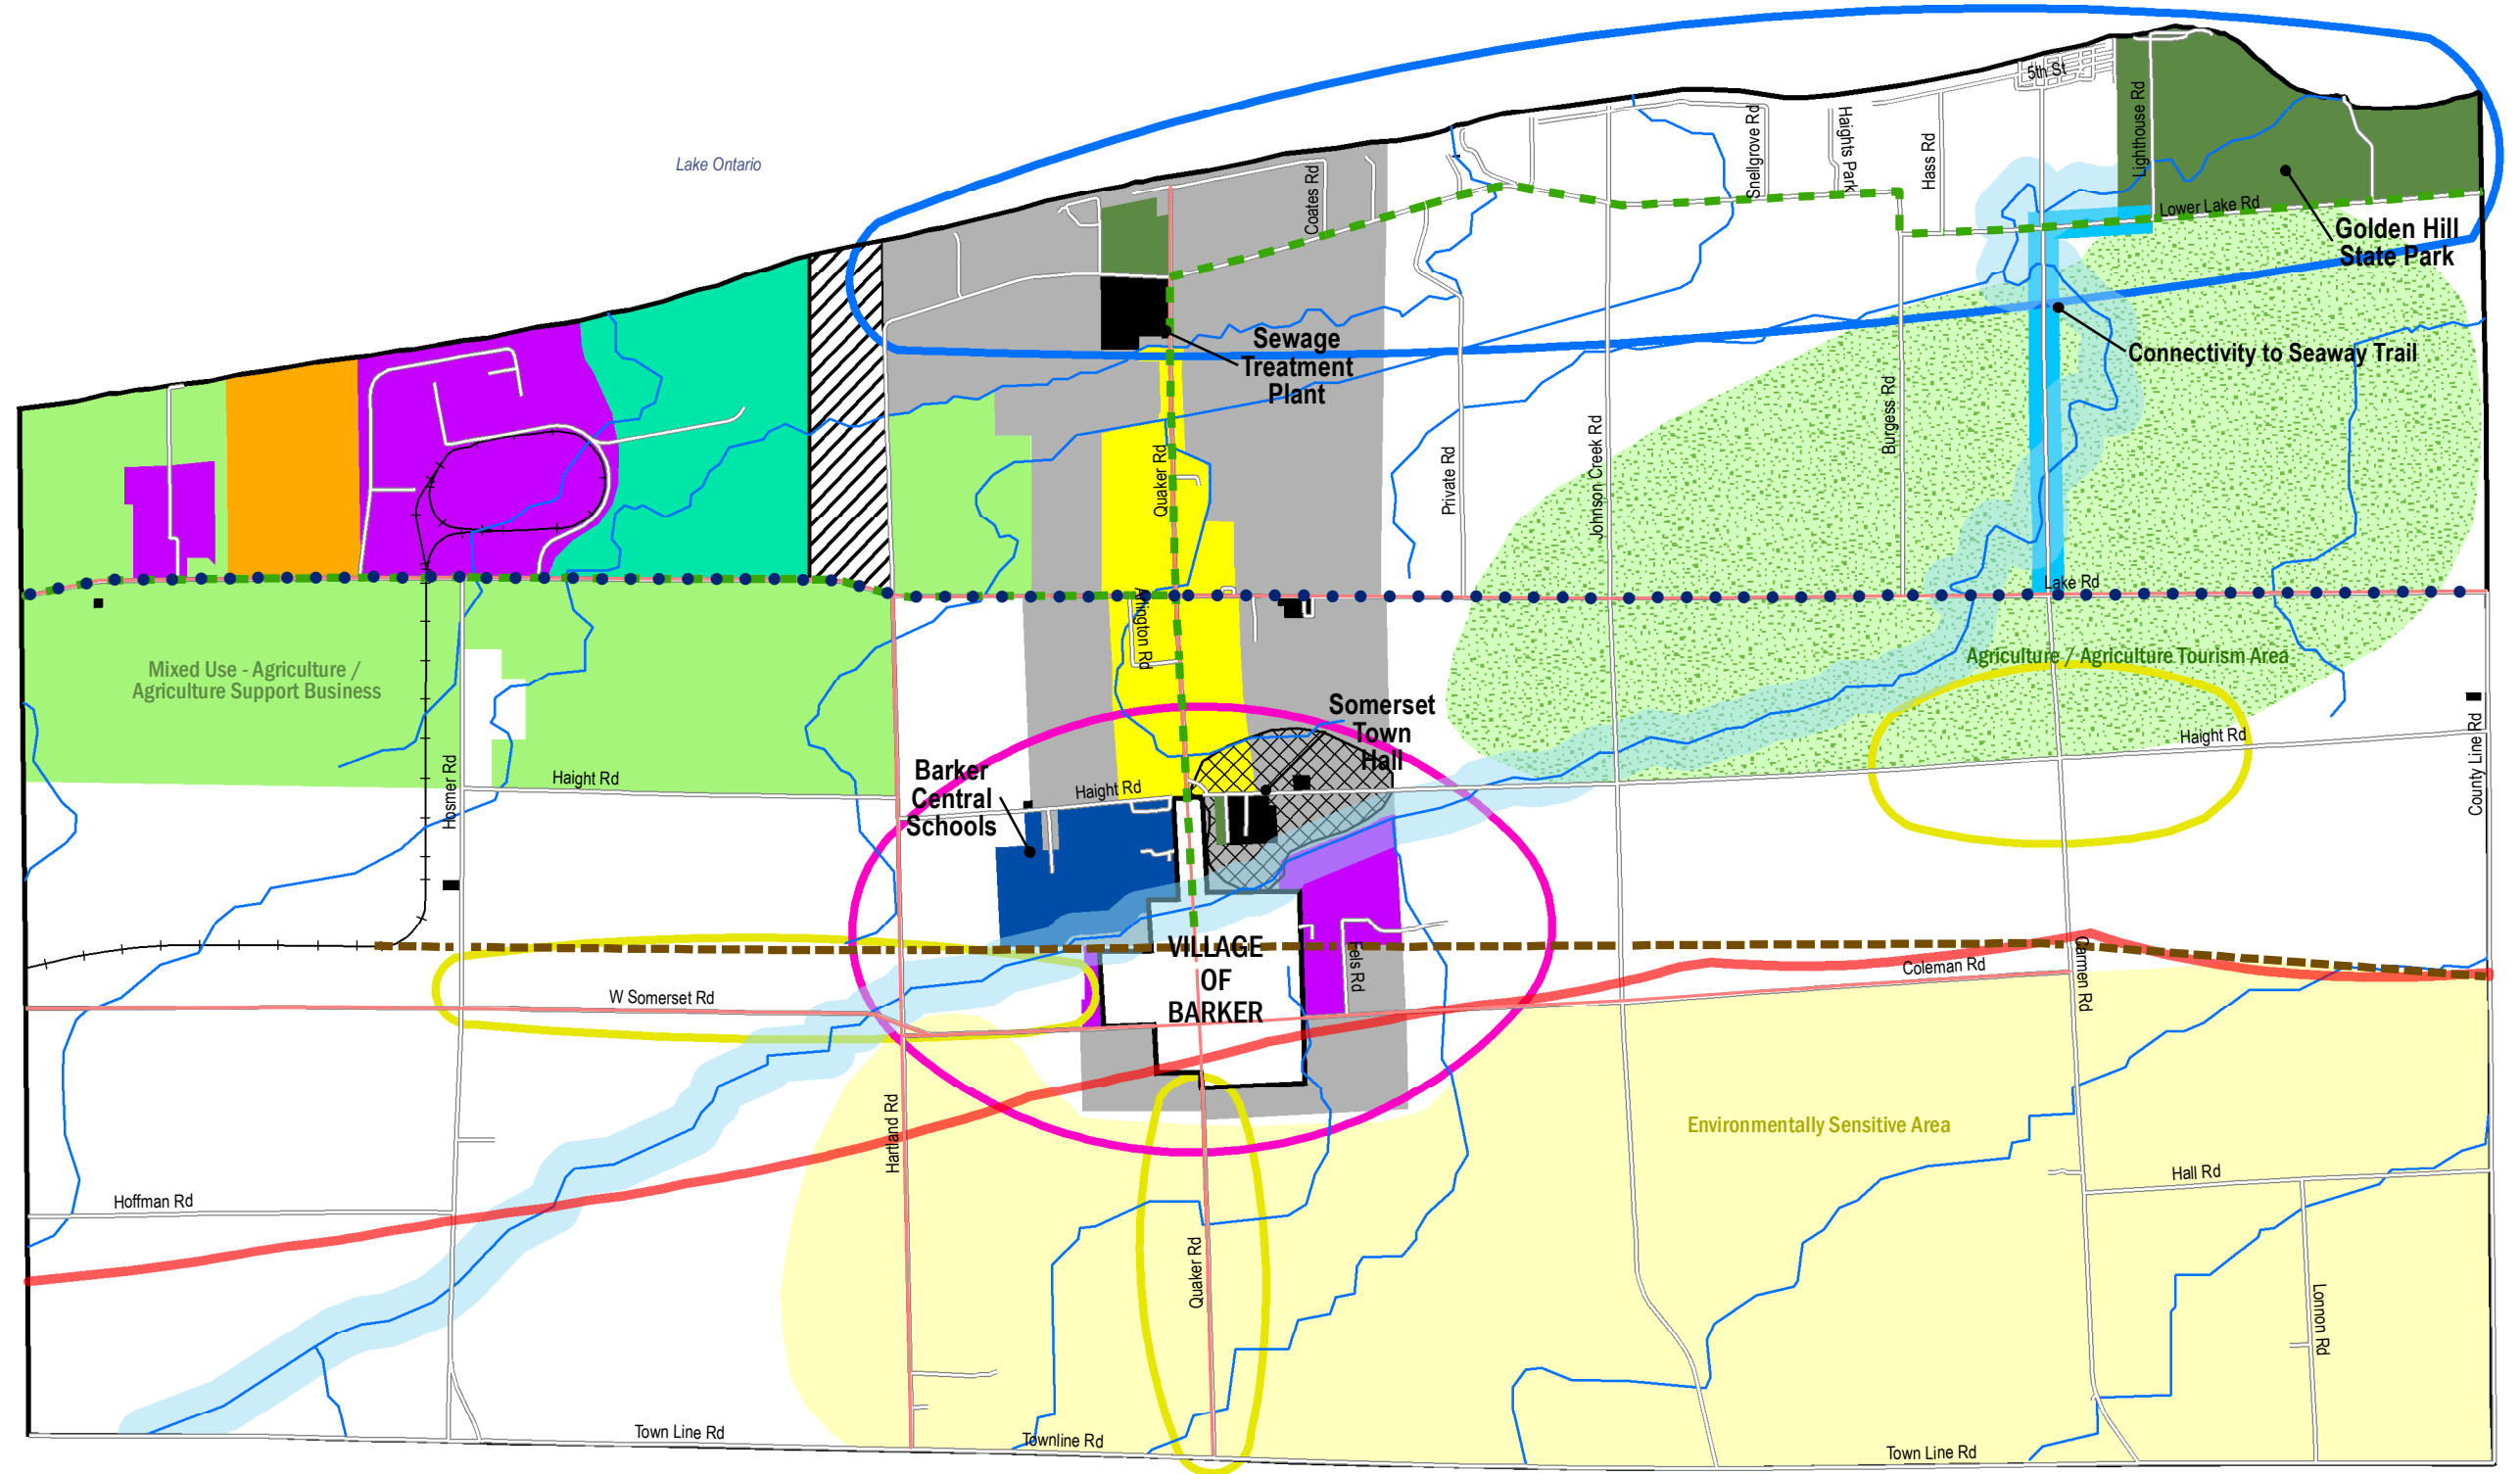 5th St
Lighthouse Rd
Snellgrove Rd
Haights Park
Hass Rd
Lake Ontario
Coates Rd
Lower Lake Rd
Golden Hill
State Park
Sewage
Treatment
Plant
Connectivity to Seaway Trail
Burgess Rd
Johnson Creek Rd
Private Rd
Quaker Rd
Lake Rd
Arlington Rd
Mixed Use - Agriculture /
Agriculture Support Business
Agriculture / Agriculture Tourism Area
Somerset
Town
Hall
Haight Rd
County Line Rd
Barker
Central
Schools
Haight Rd
Haight Rd
Hosmer Rd
VILLAGE
OF
BARKER
Fels Rd
Coleman Rd
Carmen Rd
W Somerset Rd
Environmentally Sensitive Area
Hartland Rd
Hall Rd
Hoffman Rd
Quaker Rd
Lonnon Rd
Town Line Rd
Townline Rd
Town Line Rd